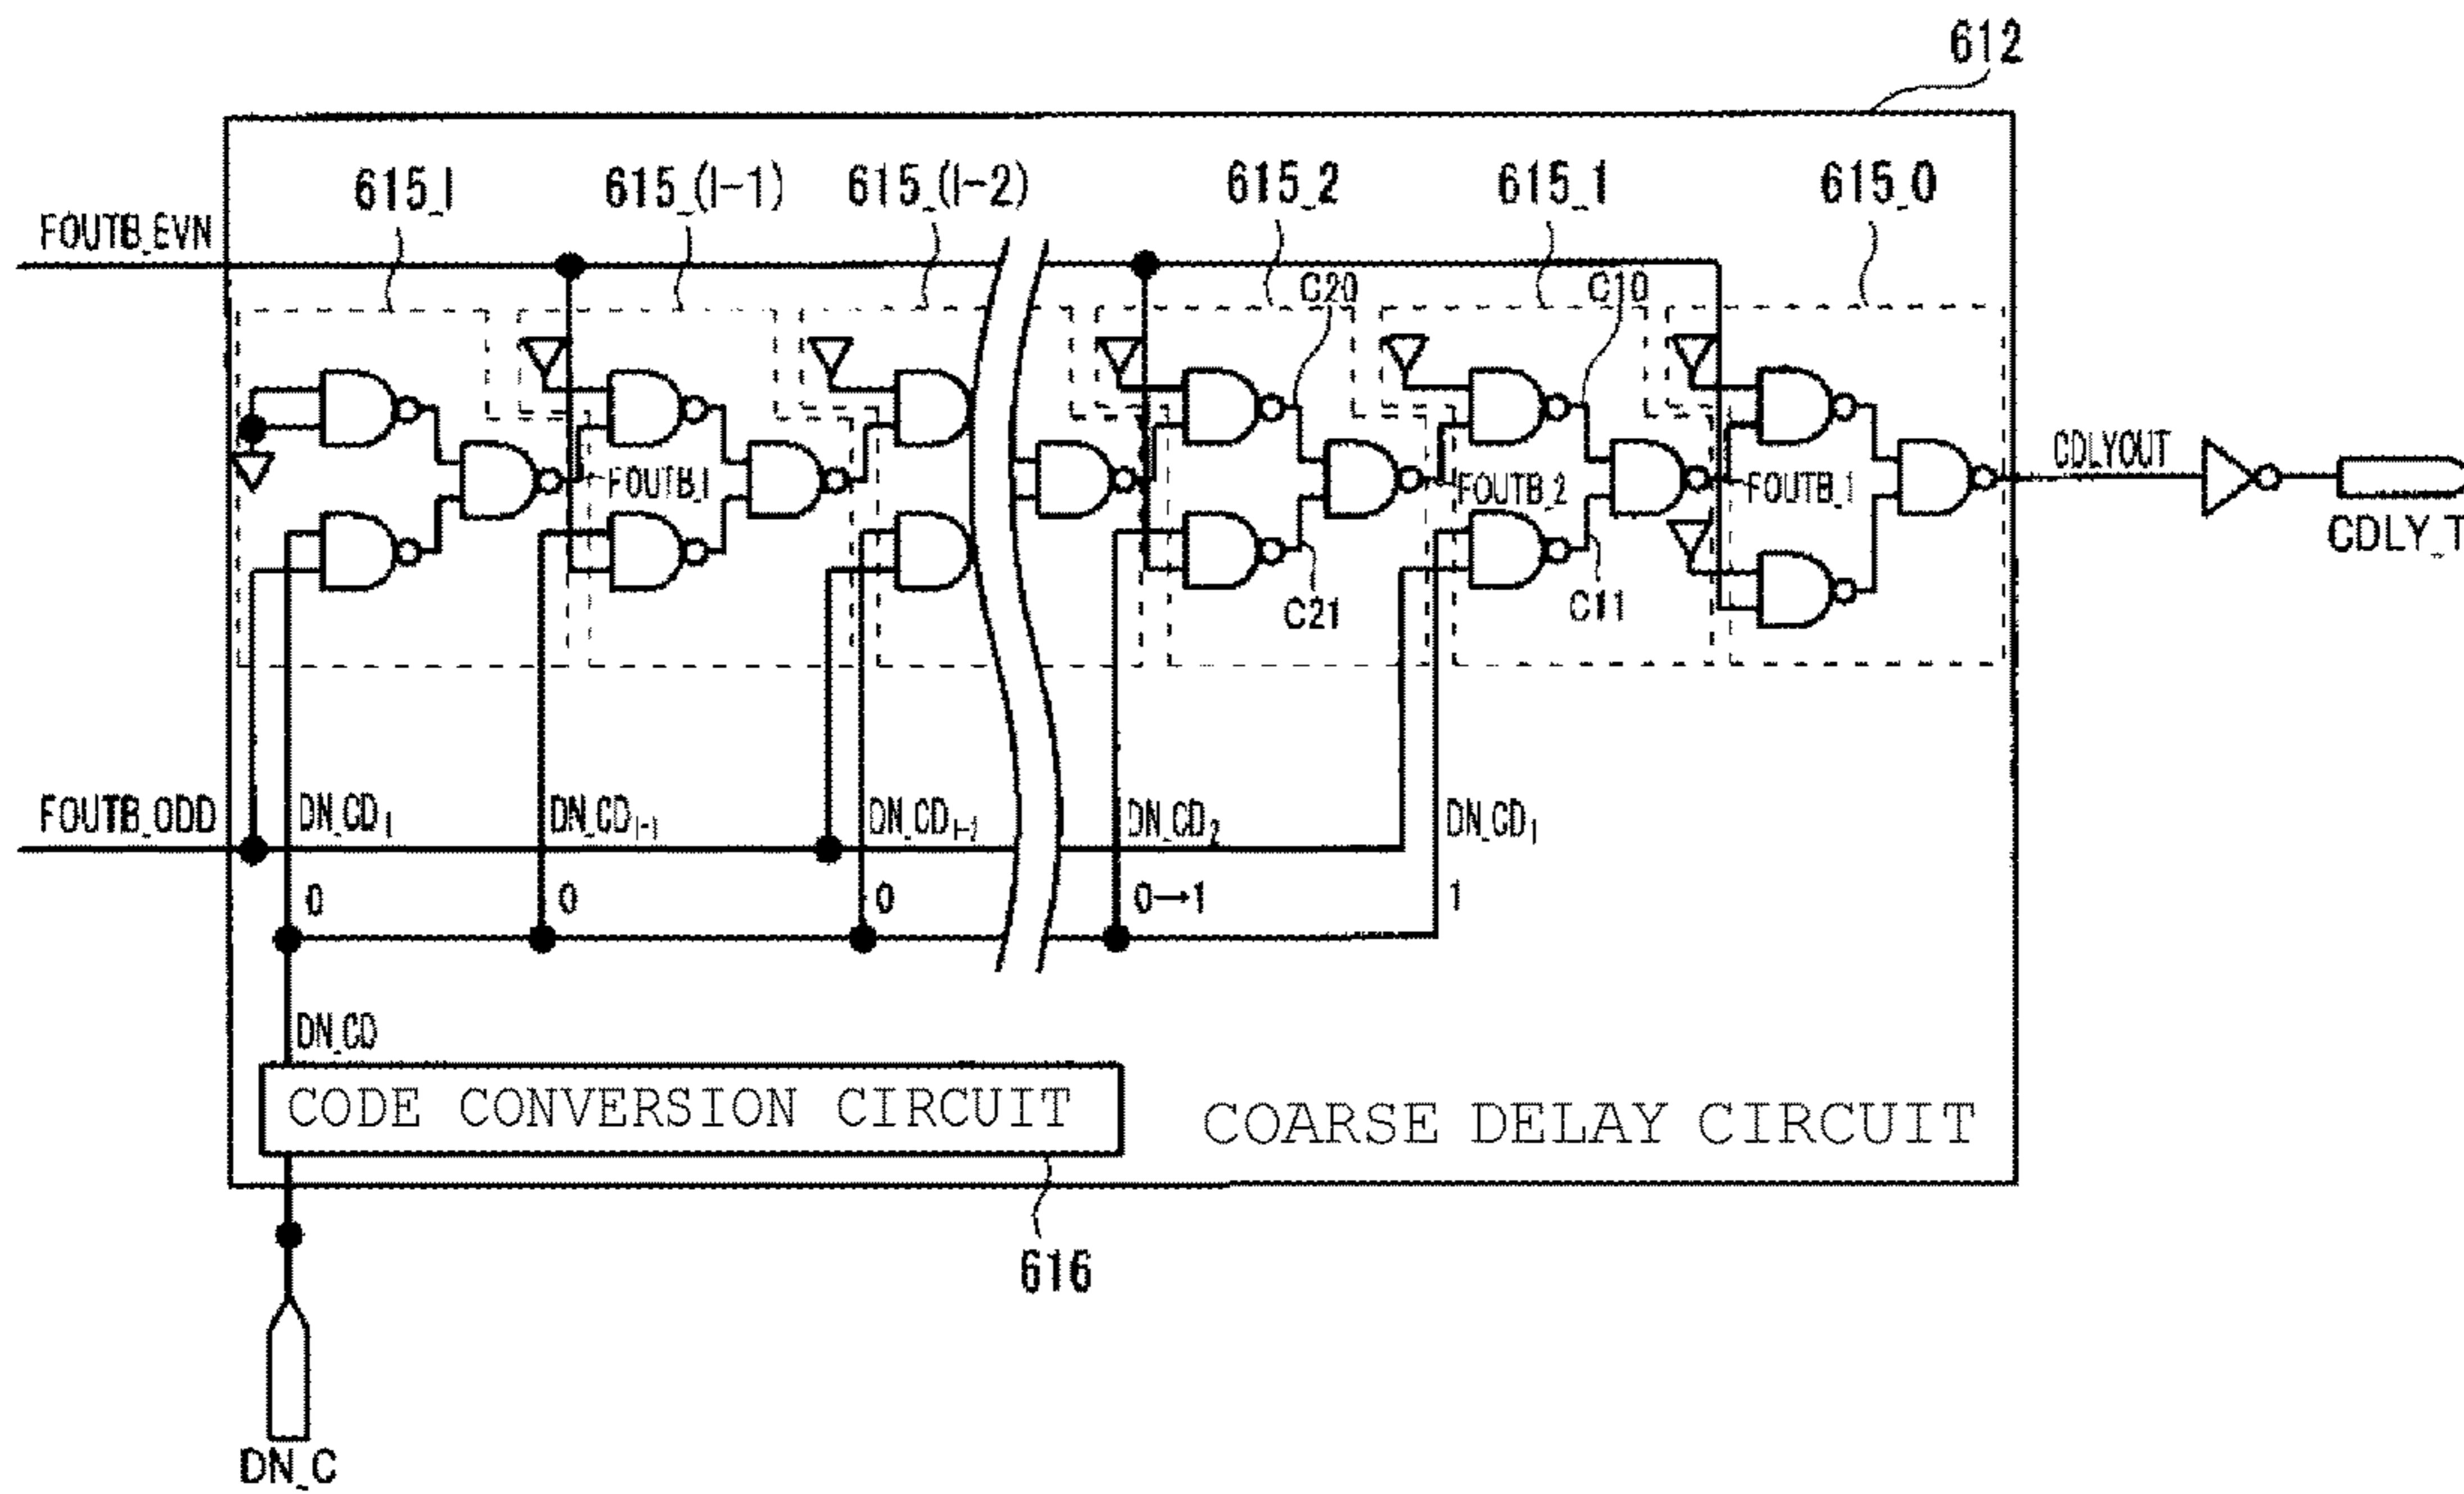 612
615_I 615_(I-1) 615_(I-2) 615_2 615_1 615_0
FOUTB_EVN
C20 C10
FOUTB_I FOUTB_2 FOUTB_1 CDLYOUT
CDLY_T
C21 C11
FOUTB_ODD DN_CD_I DN_CD_I-1 DN_CD_I-2 DN_CD_2 DN_CD_1
0 0 0 0→1 1
DN_CD
CODE CONVERSION CIRCUIT
COARSE DELAY CIRCUIT
616
DN_C